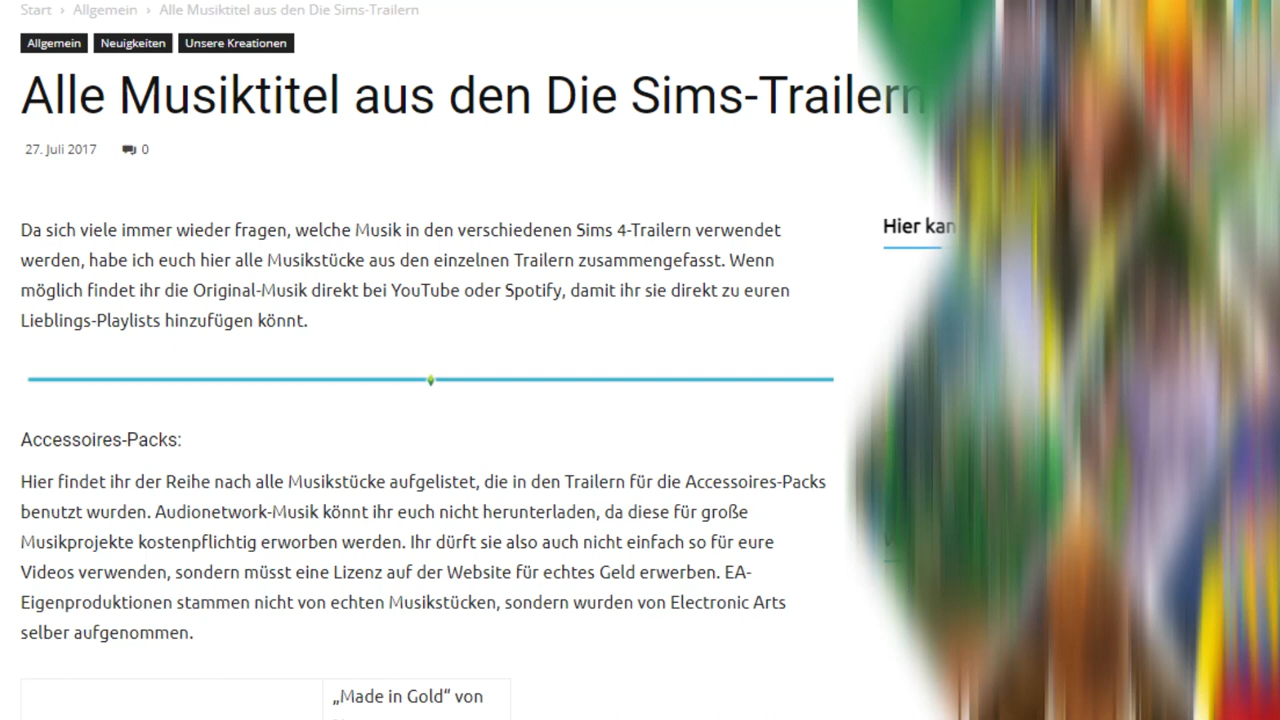 Start › Allgemein › Alle Musiktitel aus den Die Sims-Trailern
Allgemein Neuigkeiten Unsere Kreationen
Alle Musiktitel aus den Die Sims-Trailern
27. Juli 2017 0
Da sich viele immer wieder fragen, welche Musik in den verschiedenen Sims 4-Trailern verwendet
werden, habe ich euch hier alle Musikstücke aus den einzelnen Trailern zusammengefasst. Wenn
möglich findet ihr die Original-Musik direkt bei YouTube oder Spotify, damit ihr sie direkt zu euren
Lieblings-Playlists hinzufügen könnt.
Hier kan
Accessoires-Packs:
Hier findet ihr der Reihe nach alle Musikstücke aufgelistet, die in den Trailern für die Accessoires-Packs
benutzt wurden. Audionetwork-Musik könnt ihr euch nicht herunterladen, da diese für große
Musikprojekte kostenpflichtig erworben werden. Ihr dürft sie also auch nicht einfach so für eure
Videos verwenden, sondern müsst eine Lizenz auf der Website für echtes Geld erwerben. EA-
Eigenproduktionen stammen nicht von echten Musikstücken, sondern wurden von Electronic Arts
selber aufgenommen.
„Made in Gold“ von